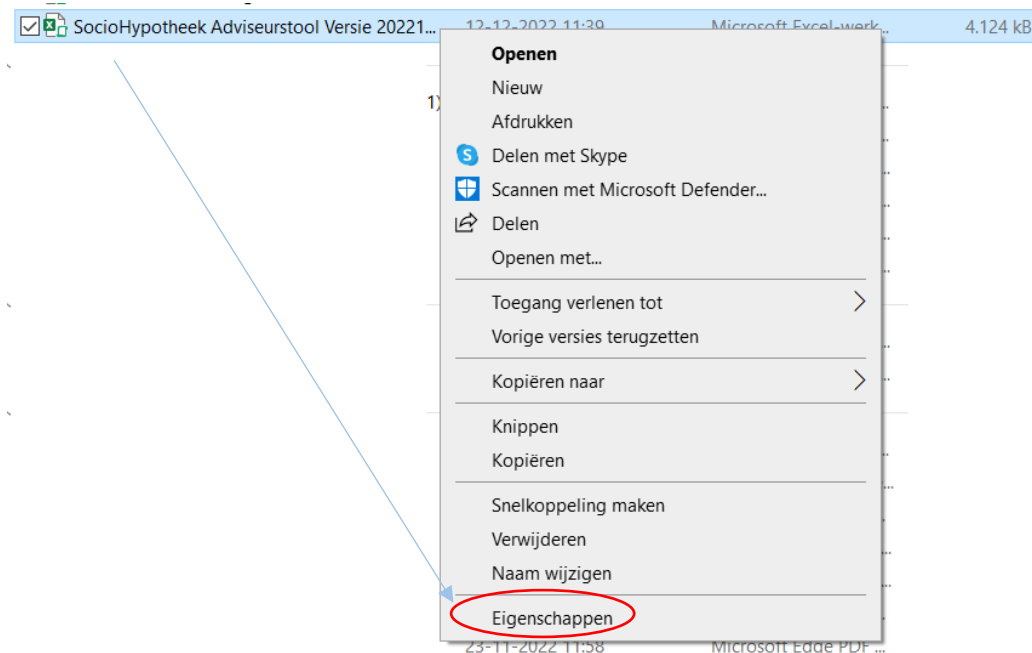 SocioHypotheek Adviseurstool Versie 20221... 12-12-2022 11:39 Microsoft Excel-werk... 4.124 kB
Openen
Nieuw
1)
Afdrukken
Delen met Skype
Scannen met Microsoft Defender...
Delen
Openen met...
Toegang verlenen tot
Vorige versies terugzetten
Kopiëren naar
Knippen
Kopiëren
Snelkoppeling maken
Verwijderen
Naam wijzigen
Eigenschappen
23-11-2022 11:58 Microsoft Edge PDF ...